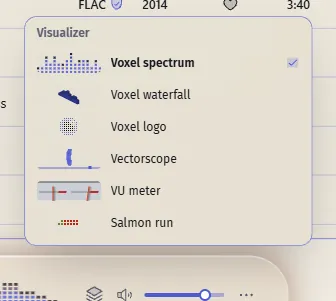 FLAC 2014 3:40
Visualizer
Voxel spectrum
Voxel waterfall
s
Voxel logo
Vectorscope
VU meter
Salmon run